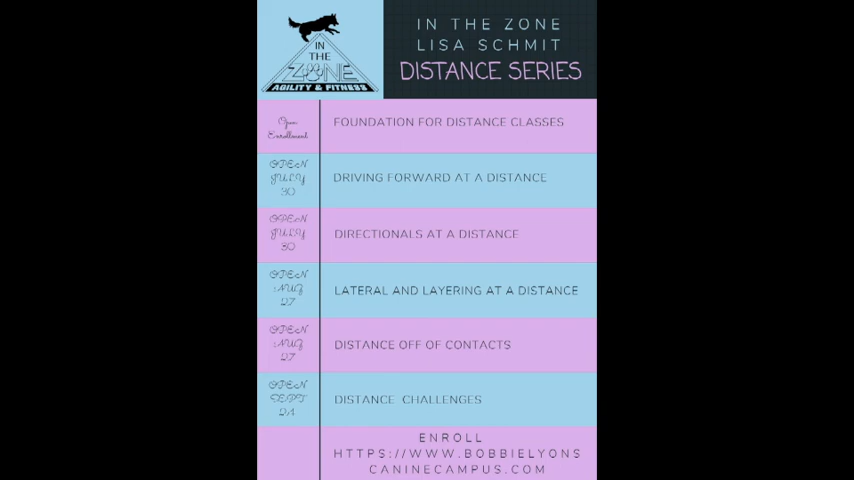 IN THE ZONE
LISA SCHMIT
DISTANCE SERIES
IN
THE
ZONE
AGILITY & FITNESS
Open
Enrollment
FOUNDATION FOR DISTANCE CLASSES
OPEN
JULY
30
DRIVING FORWARD AT A DISTANCE
OPEN
JULY
30
DIRECTIONALS AT A DISTANCE
OPEN
AUG
27
LATERAL AND LAYERING AT A DISTANCE
OPEN
AUG
27
DISTANCE OFF OF CONTACTS
OPEN
SEPT
DISTANCE CHALLENGES
ENROLL
HTTPS://WWW.BOBBIELYONS
CANINECAMPUS.COM